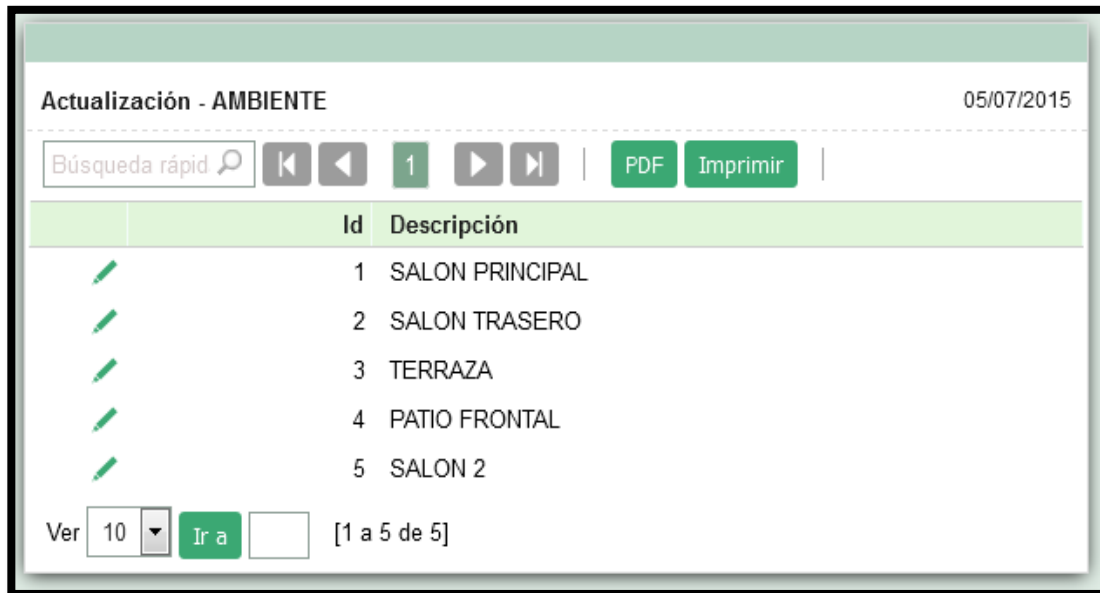 Actualización - AMBIENTE 05/07/2015
Búsqueda rápid 1 PDF Imprimir
Id Descripción
1 SALON PRINCIPAL
2 SALON TRASERO
3 TERRAZA
4 PATIO FRONTAL
5 SALON 2
Ver 10 Ir a [1 a 5 de 5]